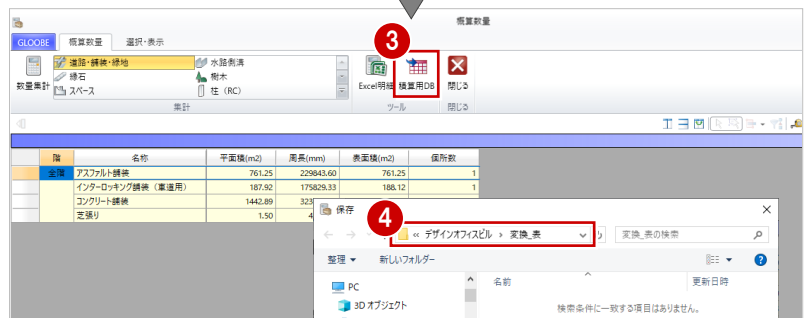 概算数量
GLOOBE 概算数量 選択・表示
3
数量集計
道路・舗装・緑地 水路側溝
縁石 樹木
スペース 柱（RC）
Excel明細 積算用DB 閉じる
集計 ツール 閉じる
階 名称 平面積(m2) 周長(mm) 表面積(m2) 個所数
全階 アスファルト舗装 761.25 229843.60 761.25 1
インターロッキング舗装（車道用） 187.92 175829.33 188.12 1
コンクリート舗装 1442.89 323
芝張り 1.50 4
保存
4
« デザインオフィスビル › 変換_表 変換_表の検索
整理 新しいフォルダー
PC 名前 更新日時
3D オブジェクト 検索条件に一致する項目はありません。